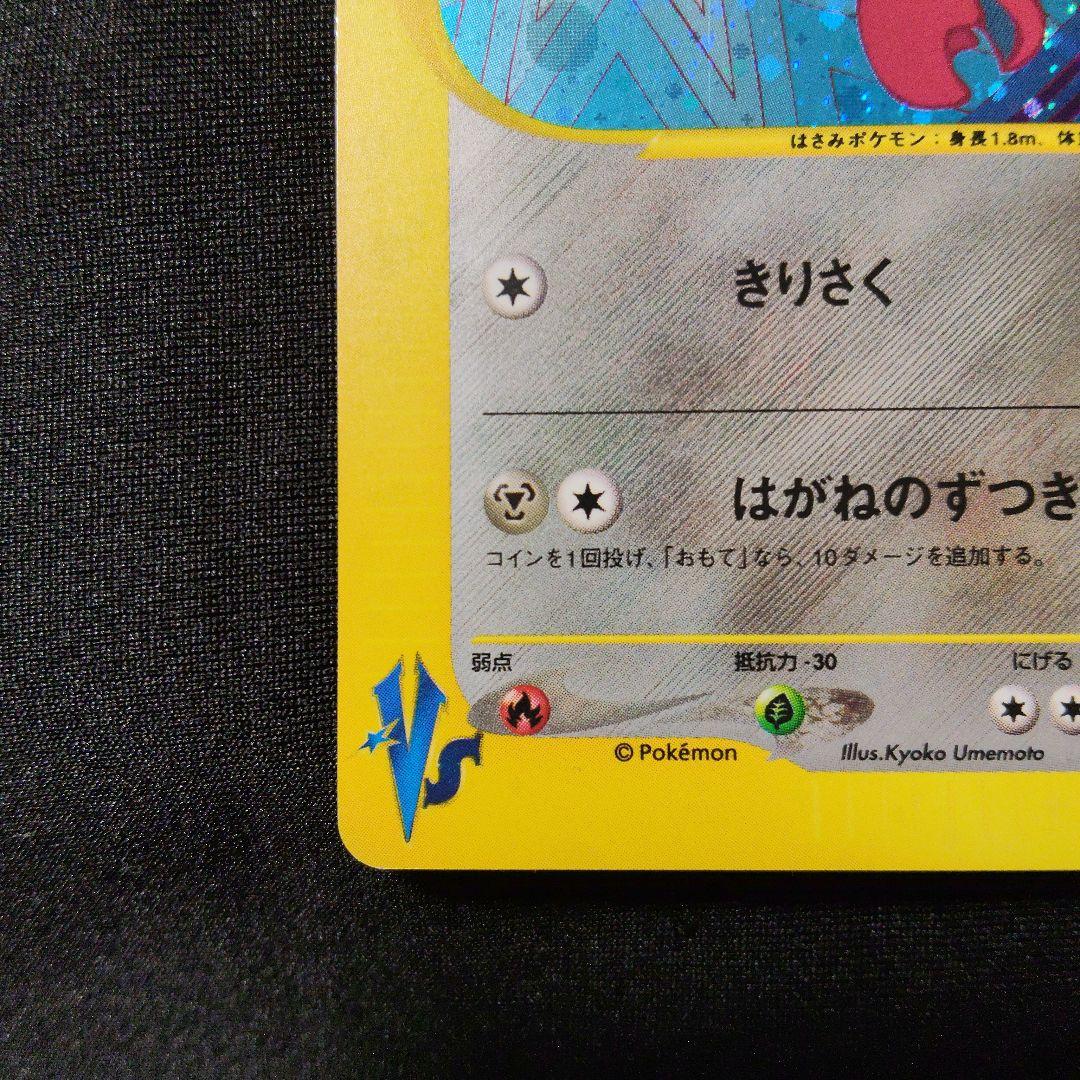 はさみポケモン：身長1.8m、体
きりさく
はがねのずつき
コインを1回投げ、「おもて」なら、10ダメージを追加する。
弱点 抵抗力 -30 にげる
VS
© Pokémon Illus.Kyoko Umemoto